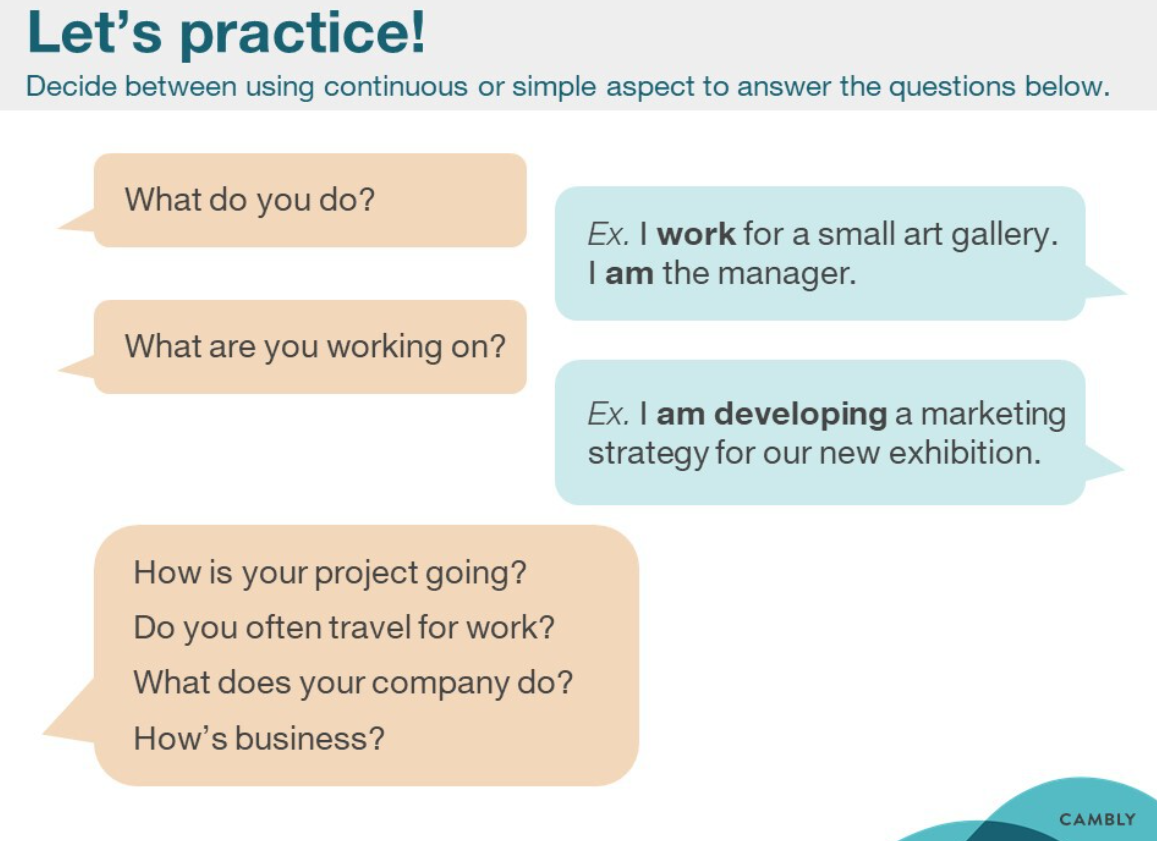 Let's practice!
Decide between using continuous or simple aspect to answer the questions below.
What do you do?
Ex. I work for a small art gallery.
I am the manager.
What are you working on?
Ex. I am developing a marketing
strategy for our new exhibition.
How is your project going?
Do you often travel for work?
What does your company do?
How's business?
CAMBLY